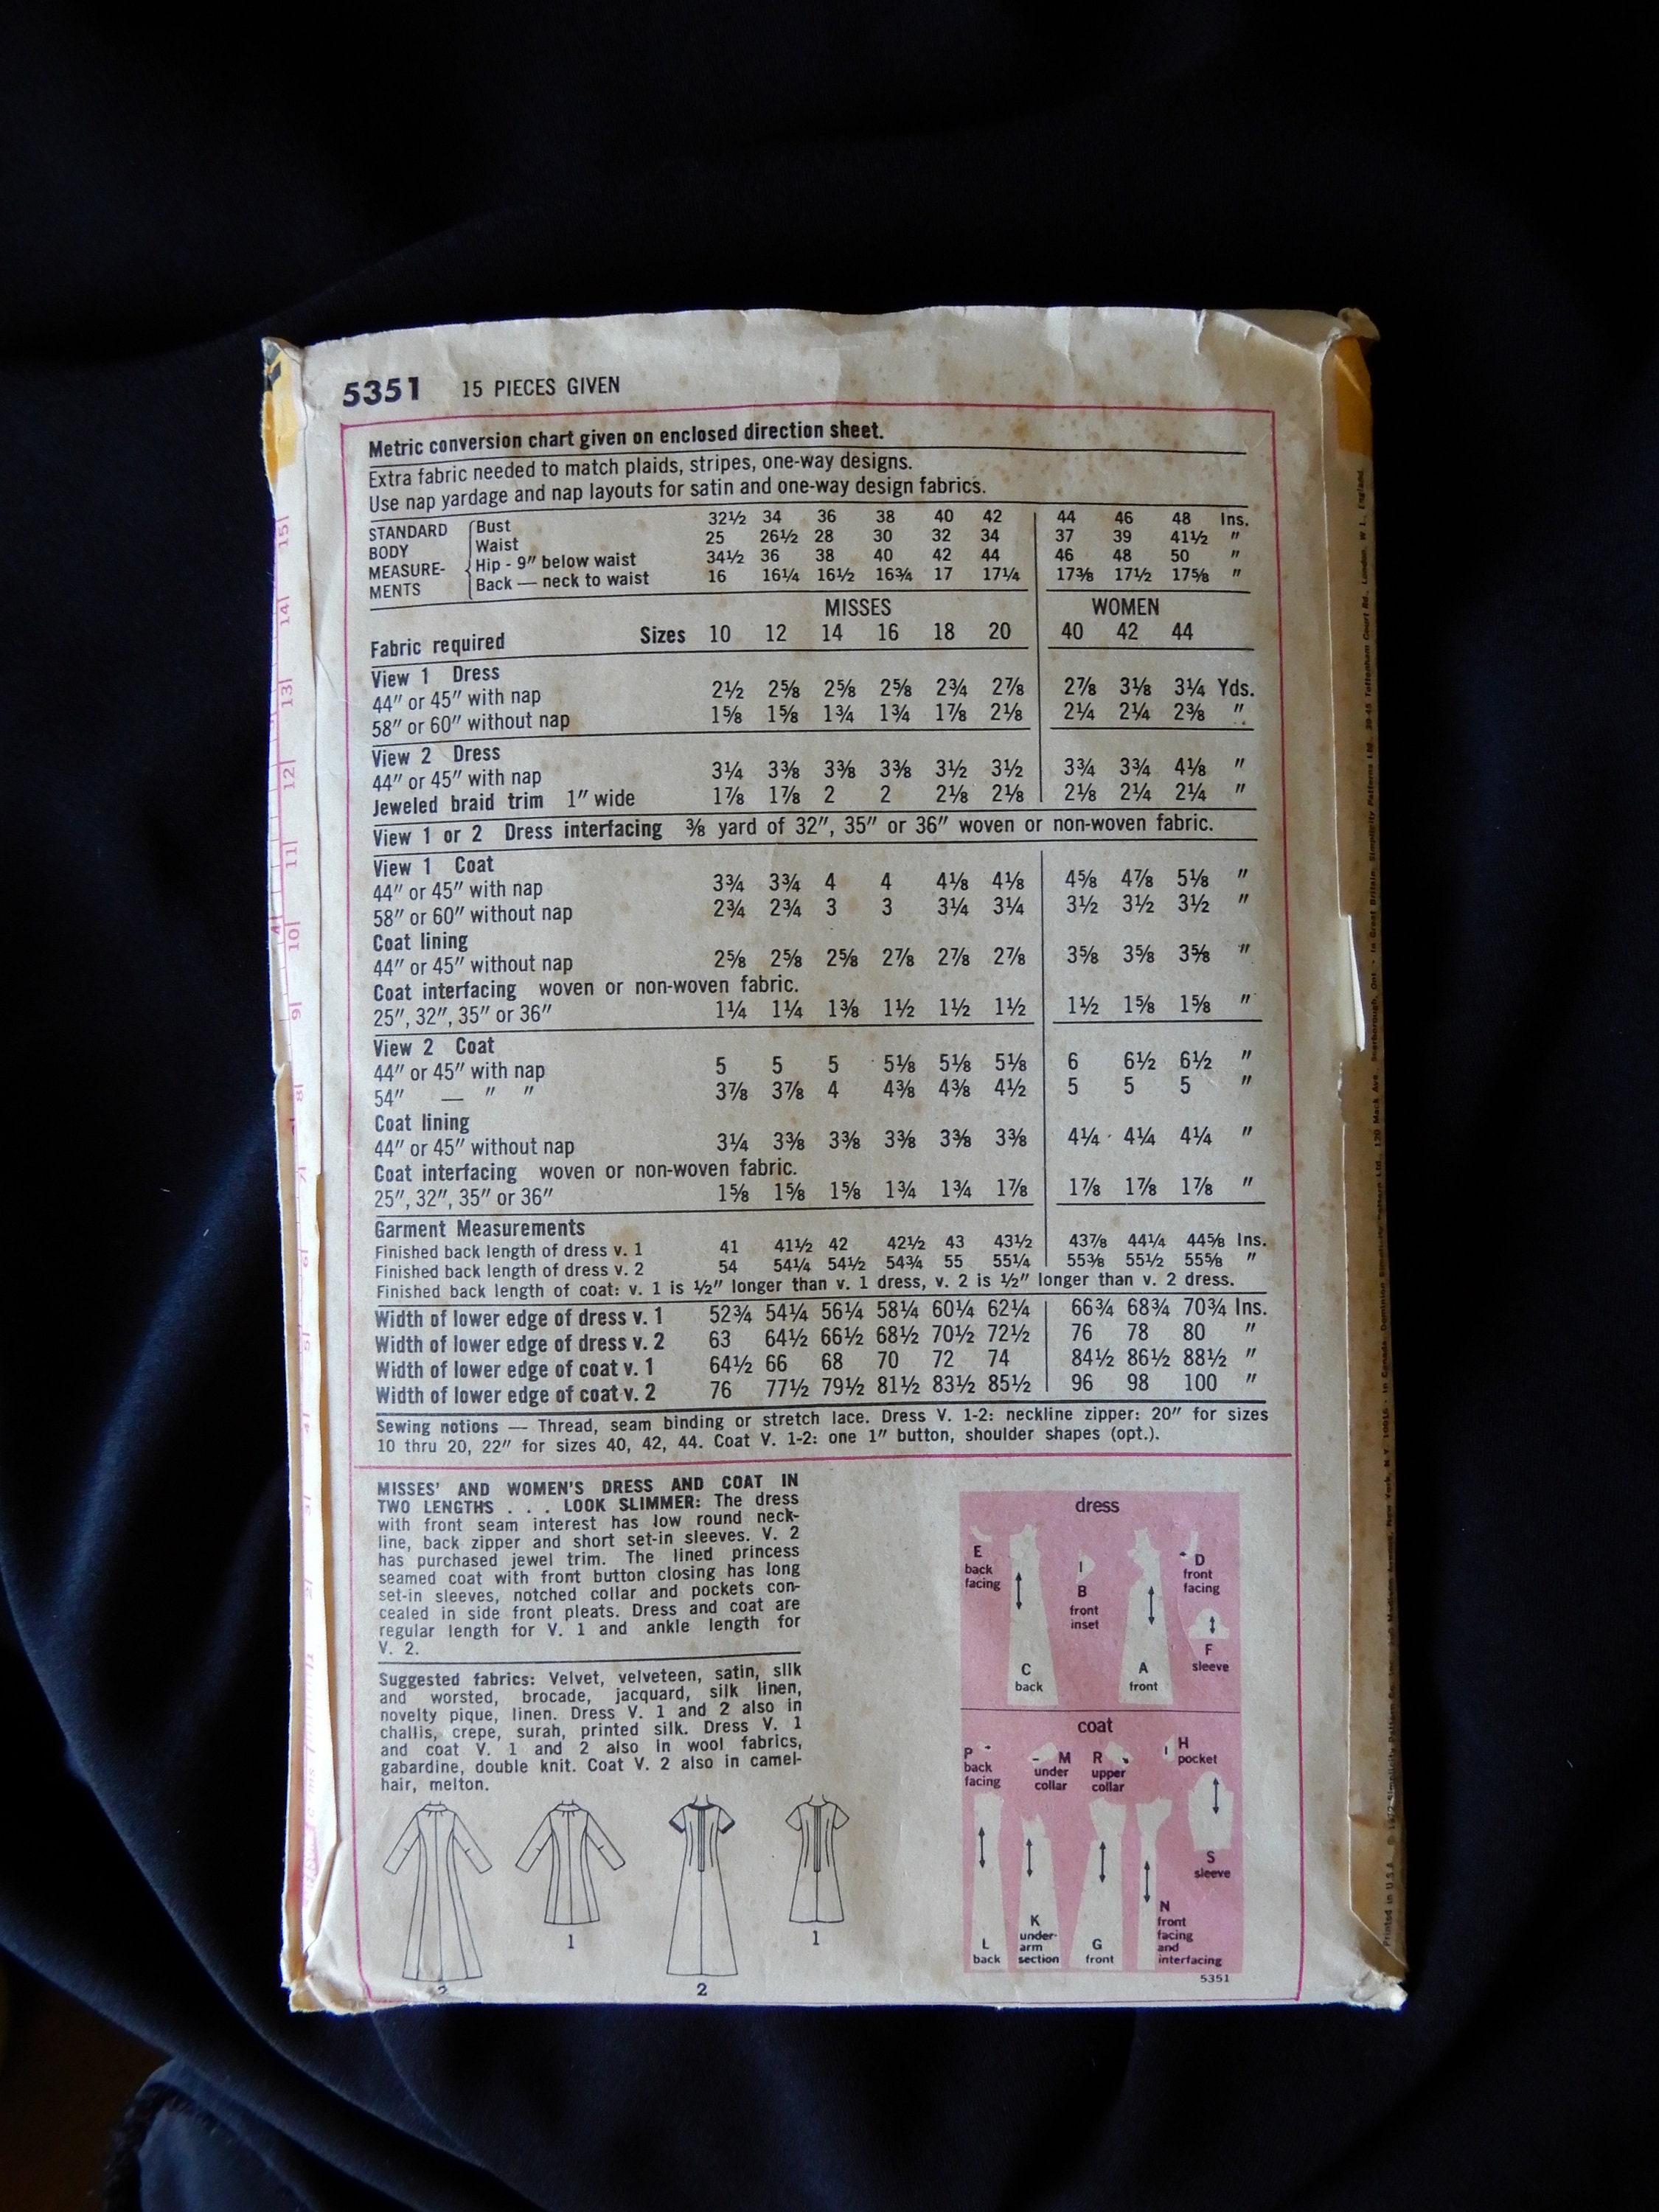 5351 15 PIECES GIVEN
Metric conversion chart given on enclosed direction sheet.
Extra fabric needed to match plaids, stripes, one-way designs.
Use nap yardage and nap layouts for satin and one-way design fabrics.
STANDARD BODY MEASURE-MENTS
Bust 32½ 34 36 38 40 42 44 46 48 Ins.
Waist 25 26½ 28 30 32 34 37 39 41½ "
Hip - 9" below waist 34½ 36 38 40 42 44 46 48 50 "
Back — neck to waist 16 16¼ 16½ 16¾ 17 17¼ 17⅜ 17½ 17⅝ "
MISSES WOMEN
Fabric required Sizes 10 12 14 16 18 20 40 42 44
View 1 Dress
44" or 45" with nap 2½ 2⅝ 2⅝ 2⅝ 2¾ 2⅞ 2⅞ 3⅛ 3¼ Yds.
58" or 60" without nap 1⅝ 1⅝ 1¾ 1¾ 1⅞ 2⅛ 2¼ 2¼ 2⅜ "
View 2 Dress
44" or 45" with nap 3¼ 3⅜ 3⅜ 3⅜ 3½ 3½ 3¾ 3¾ 4⅛ "
Jeweled braid trim 1" wide 1⅞ 1⅞ 2 2 2⅛ 2⅛ 2⅛ 2¼ 2¼ "
View 1 or 2 Dress interfacing ⅜ yard of 32", 35" or 36" woven or non-woven fabric.
View 1 Coat
44" or 45" with nap 3¾ 3¾ 4 4 4⅛ 4⅛ 4⅝ 4⅞ 5⅛ "
58" or 60" without nap 2¾ 2¾ 3 3 3¼ 3¼ 3½ 3½ 3½ "
Coat lining
44" or 45" without nap 2⅝ 2⅝ 2⅝ 2⅞ 2⅞ 2⅞ 3⅝ 3⅝ 3⅝ "
Coat interfacing woven or non-woven fabric.
25", 32", 35" or 36" 1¼ 1¼ 1⅜ 1½ 1½ 1½ 1½ 1⅝ 1⅝ "
View 2 Coat
44" or 45" with nap 5 5 5 5⅛ 5⅛ 5⅛ 6 6½ 6½ "
54" — " " 3⅞ 3⅞ 4 4⅜ 4⅜ 4½ 5 5 5 "
Coat lining
44" or 45" without nap 3¼ 3⅜ 3⅜ 3⅜ 3⅜ 3⅜ 4¼ 4¼ 4¼ "
Coat interfacing woven or non-woven fabric.
25", 32", 35" or 36" 1⅝ 1⅝ 1⅝ 1¾ 1¾ 1⅞ 1⅞ 1⅞ 1⅞ "
Garment Measurements
Finished back length of dress v. 1 41 41½ 42 42½ 43 43½ 43⅞ 44¼ 44⅝ Ins.
Finished back length of dress v. 2 54 54¼ 54½ 54¾ 55 55¼ 55⅜ 55½ 55⅝ "
Finished back length of coat: v. 1 is ½" longer than v. 1 dress, v. 2 is ½" longer than v. 2 dress.
Width of lower edge of dress v. 1 52¾ 54¼ 56¼ 58¼ 60¼ 62¼ 66¾ 68¾ 70¾ Ins.
Width of lower edge of dress v. 2 63 64½ 66½ 68½ 70½ 72½ 76 78 80 "
Width of lower edge of coat v. 1 64½ 66 68 70 72 74 84½ 86½ 88½ "
Width of lower edge of coat v. 2 76 77½ 79½ 81½ 83½ 85½ 96 98 100 "
Sewing notions — Thread, seam binding or stretch lace. Dress V. 1-2: neckline zipper: 20" for sizes
10 thru 20, 22" for sizes 40, 42, 44. Coat V. 1-2: one 1" button, shoulder shapes (opt.).
MISSES' AND WOMEN'S DRESS AND COAT IN
TWO LENGTHS . . . LOOK SLIMMER: The dress
with front seam interest has low round neck-
line, back zipper and short set-in sleeves. V. 2
has purchased jewel trim. The lined princess
seamed coat with front button closing has long
set-in sleeves, notched collar and pockets con-
cealed in side front pleats. Dress and coat are
regular length for V. 1 and ankle length for
V. 2.
Suggested fabrics: Velvet, velveteen, satin, silk
and worsted, brocade, jacquard, silk linen,
novelty pique, linen. Dress V. 1 and 2 also in
challis, crepe, surah, printed silk. Dress V. 1
and coat V. 1 and 2 also in wool fabrics,
gabardine, double knit. Coat V. 2 also in camel-
hair, melton.
2
1
2
1
dress
E
back
facing
B
front
inset
D
front
facing
F
sleeve
C
back
A
front
coat
P
back
facing
M
under
collar
R
upper
collar
H
pocket
S
sleeve
L
back
K
under-
arm
section
G
front
N
front
facing
and
interfacing
5351
15
14
13
12
11
10
9
8